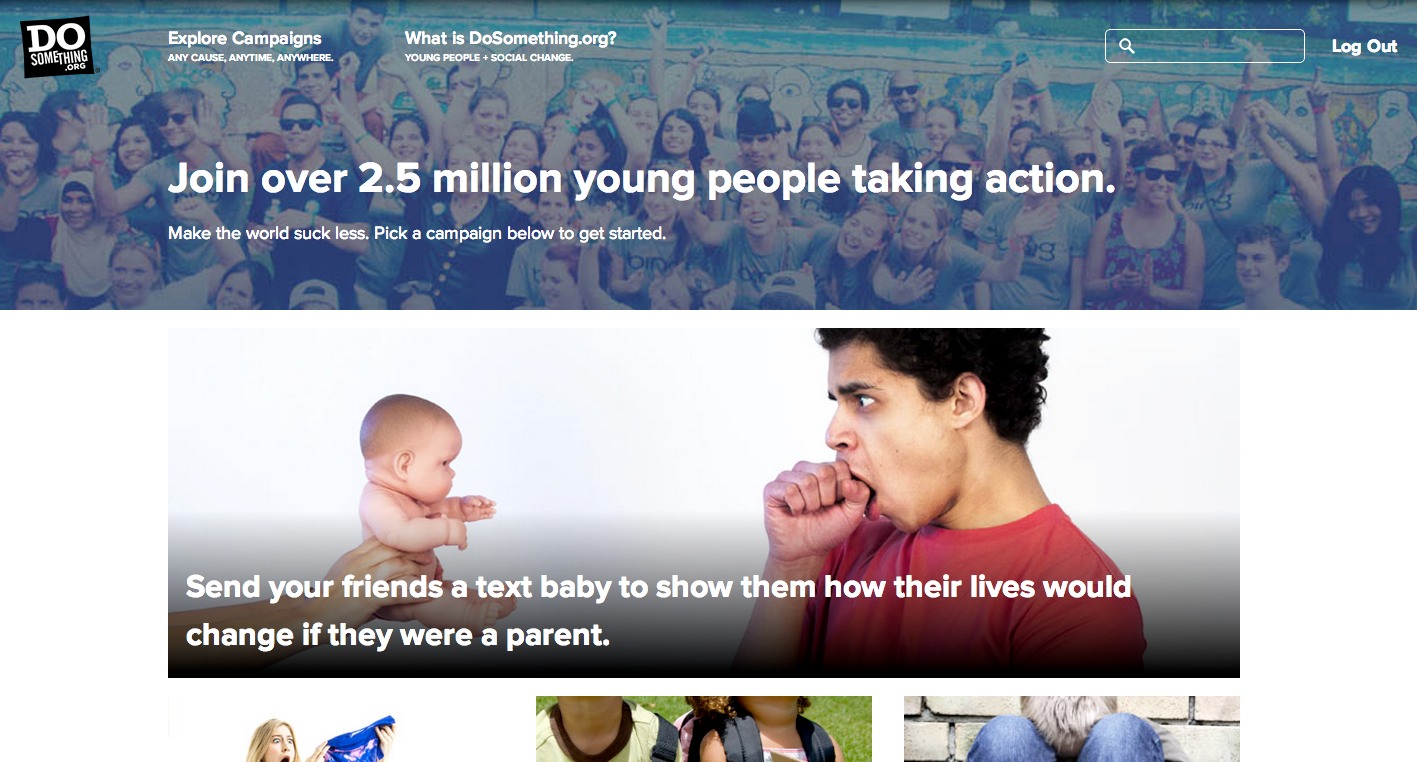 DO
SOMETHING
.ORG
Explore Campaigns
ANY CAUSE, ANYTIME, ANYWHERE.
What is DoSomething.org?
YOUNG PEOPLE + SOCIAL CHANGE.
Log Out
Join over 2.5 million young people taking action.
Make the world suck less. Pick a campaign below to get started.
bing
bing
Send your friends a text baby to show them how their lives would
change if they were a parent.